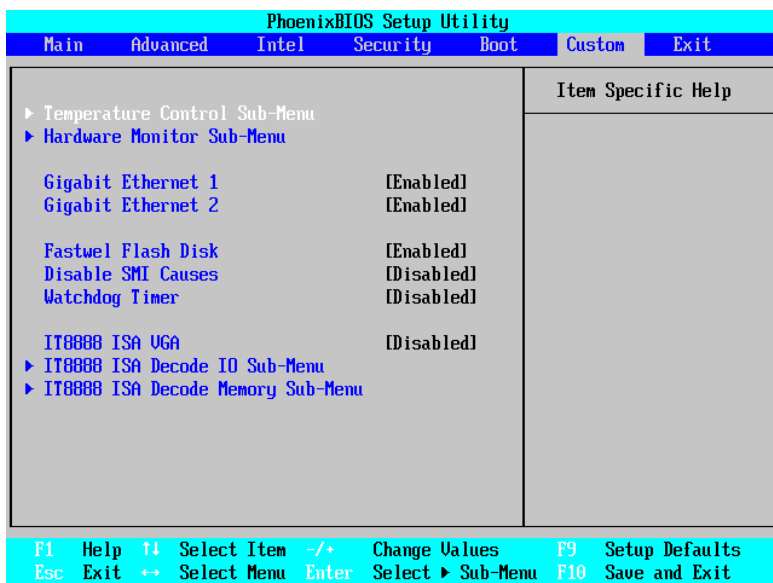 PhoenixBIOS Setup Utility
Main Advanced Intel Security Boot Custom Exit
Item Specific Help
▶ Temperature Control Sub-Menu
▶ Hardware Monitor Sub-Menu
Gigabit Ethernet 1 [Enabled]
Gigabit Ethernet 2 [Enabled]
Fastwel Flash Disk [Enabled]
Disable SMI Causes [Disabled]
Watchdog Timer [Disabled]
IT8888 ISA VGA [Disabled]
▶ IT8888 ISA Decode IO Sub-Menu
▶ IT8888 ISA Decode Memory Sub-Menu
F1 Help ↑↓ Select Item -/+ Change Values F9 Setup Defaults
Esc Exit ↔ Select Menu Enter Select ▶ Sub-Menu F10 Save and Exit